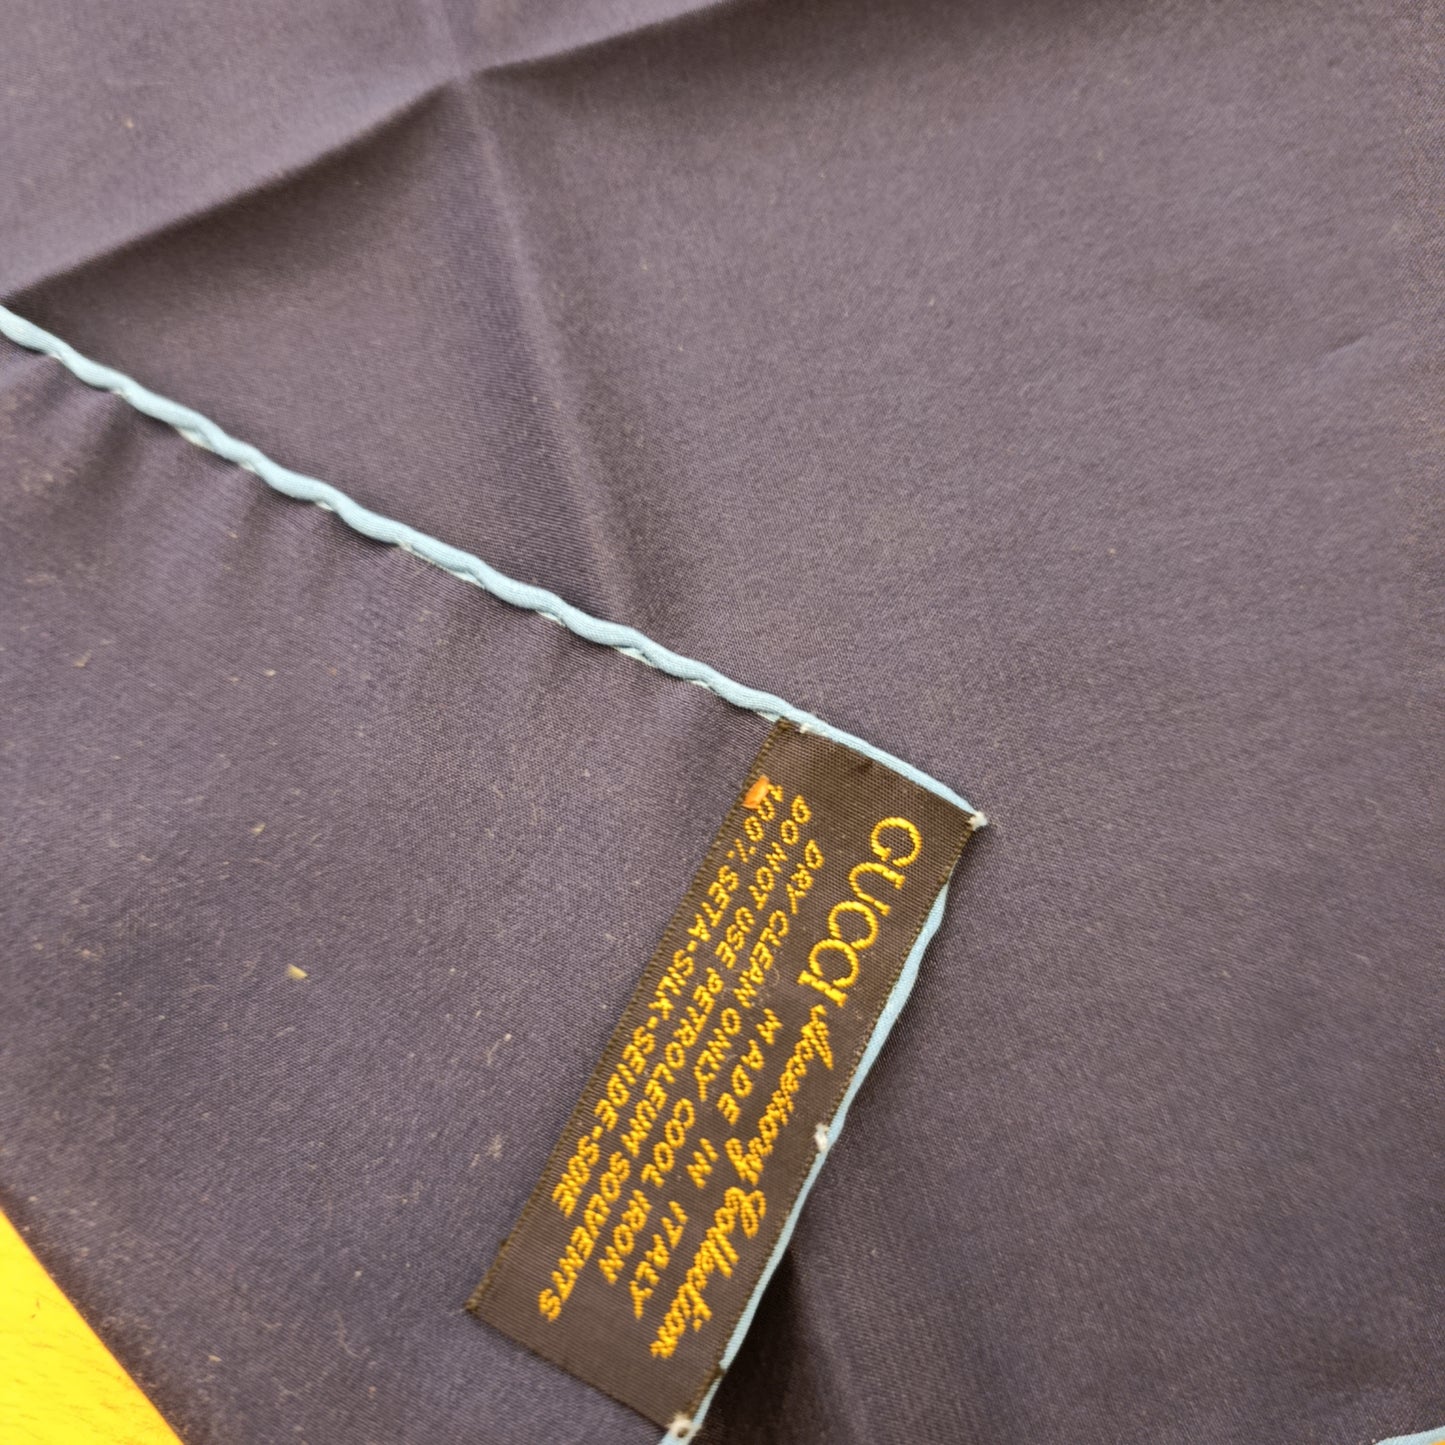 GUCCI Accessory Collection
MADE IN ITALY
DRY CLEAN ONLY COOL IRON
DO NOT USE PETROLEUM SOLVENTS
100% SETA-SILK-SEIDE-SOIE